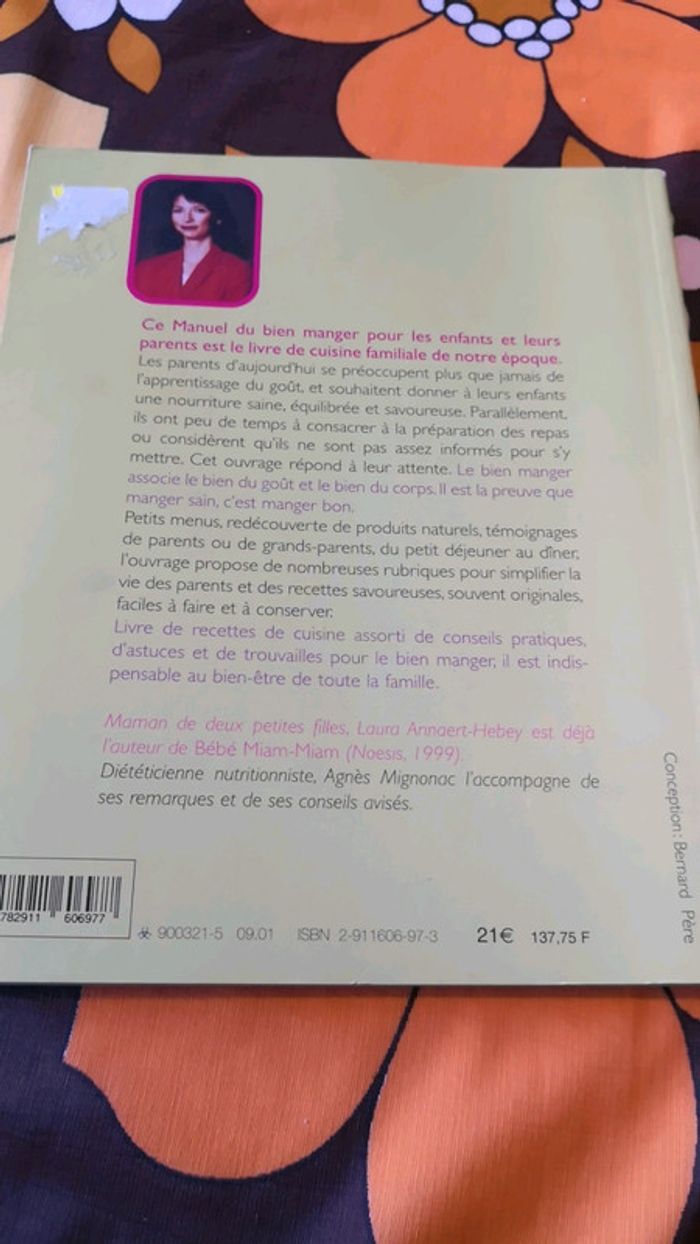 Ce Manuel du bien manger pour les enfants et leurs
parents est le livre de cuisine familiale de notre époque.
Les parents d'aujourd'hui se préoccupent plus que jamais de
l'apprentissage du goût, et souhaitent donner à leurs enfants
une nourriture saine, équilibrée et savoureuse. Parallèlement,
ils ont peu de temps à consacrer à la préparation des repas
ou considèrent qu'ils ne sont pas assez informés pour s'y
mettre. Cet ouvrage répond à leur attente. Le bien manger
associe le bien du goût et le bien du corps. Il est la preuve que
manger sain, c'est manger bon.
Petits menus, redécouverte de produits naturels, témoignages
de parents ou de grands-parents, du petit déjeuner au dîner,
l'ouvrage propose de nombreuses rubriques pour simplifier la
vie des parents et des recettes savoureuses, souvent originales,
faciles à faire et à conserver.
Livre de recettes de cuisine assorti de conseils pratiques,
d'astuces et de trouvailles pour le bien manger, il est indis-
pensable au bien-être de toute la famille.
Maman de deux petites filles, Laura Annaert-Hebey est déjà
l'auteur de Bébé Miam-Miam (Noesis, 1999).
Diététicienne nutritionniste, Agnès Mignonac l'accompagne de
ses remarques et de ses conseils avisés.
Conception : Bernard Père
782911 606977
900321-5 09.01 ISBN 2-911606-97-3 21€ 137,75 F